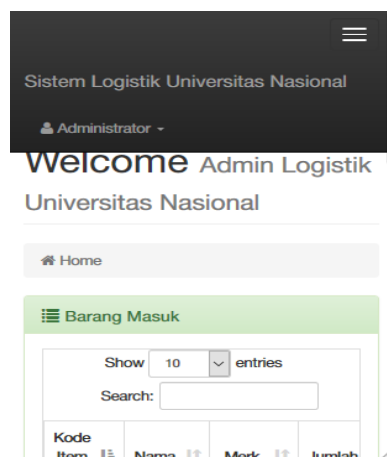 Sistem Logistik Universitas Nasional
Administrator
Welcome Admin Logistik
Universitas Nasional
Home
Barang Masuk
Show 10 entries
Search:
Kode
Item Nama Merk Jumlah